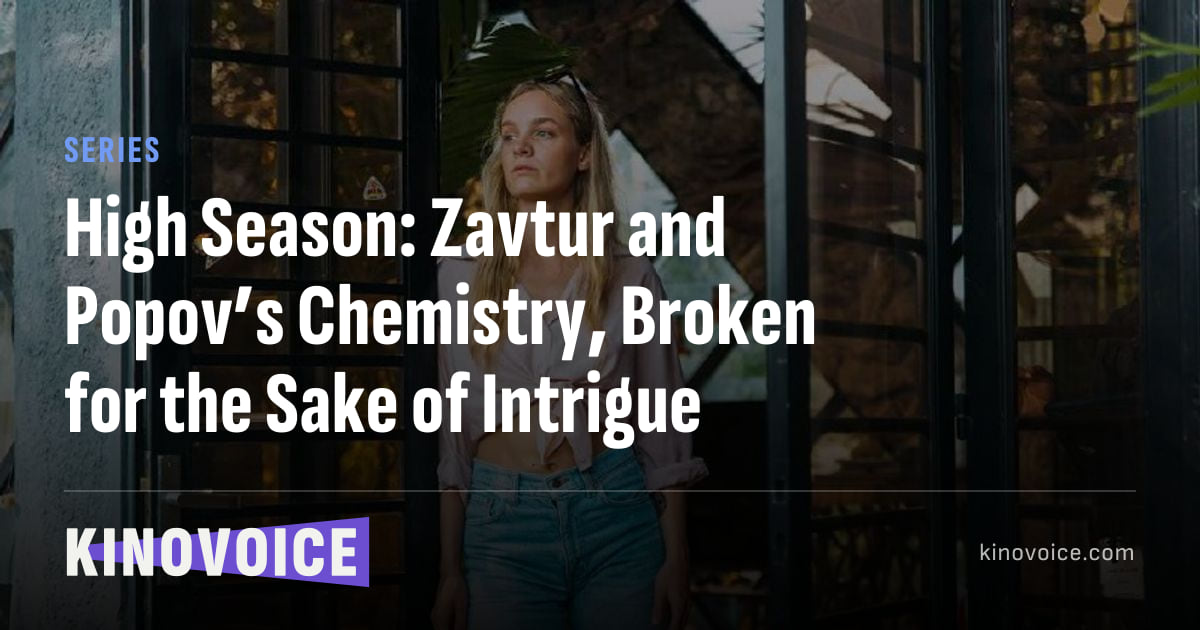 SERIES
High Season: Zavtur and
Popov’s Chemistry, Broken
for the Sake of Intrigue
KINOVOICE
kinovoice.com